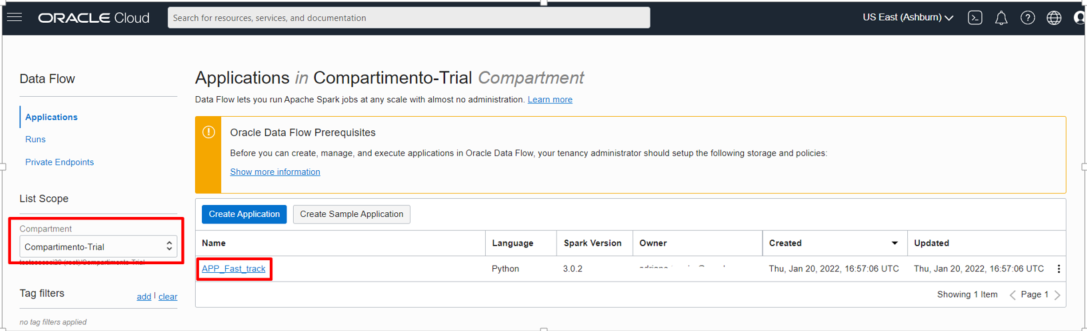 ORACLE Cloud
Search for resources, services, and documentation
US East (Ashburn)
Data Flow
Applications
Runs
Private Endpoints
List Scope
Compartment
Compartimento-Trial
Tag filters
add | clear
no tag filters applied
Applications in Compartimento-Trial Compartment
Data Flow lets you run Apache Spark jobs at any scale with almost no administration. Learn more
Oracle Data Flow Prerequisites
Before you can create, manage, and execute applications in Oracle Data Flow, your tenancy administrator should setup the following storage and policies:
Show more information
Create Application
Create Sample Application
Name Language Spark Version Owner Created Updated
APP_Fast_track Python 3.0.2 Thu, Jan 20, 2022, 16:57:06 UTC Thu, Jan 20, 2022, 16:57:06 UTC
Showing 1 Item < Page 1 >